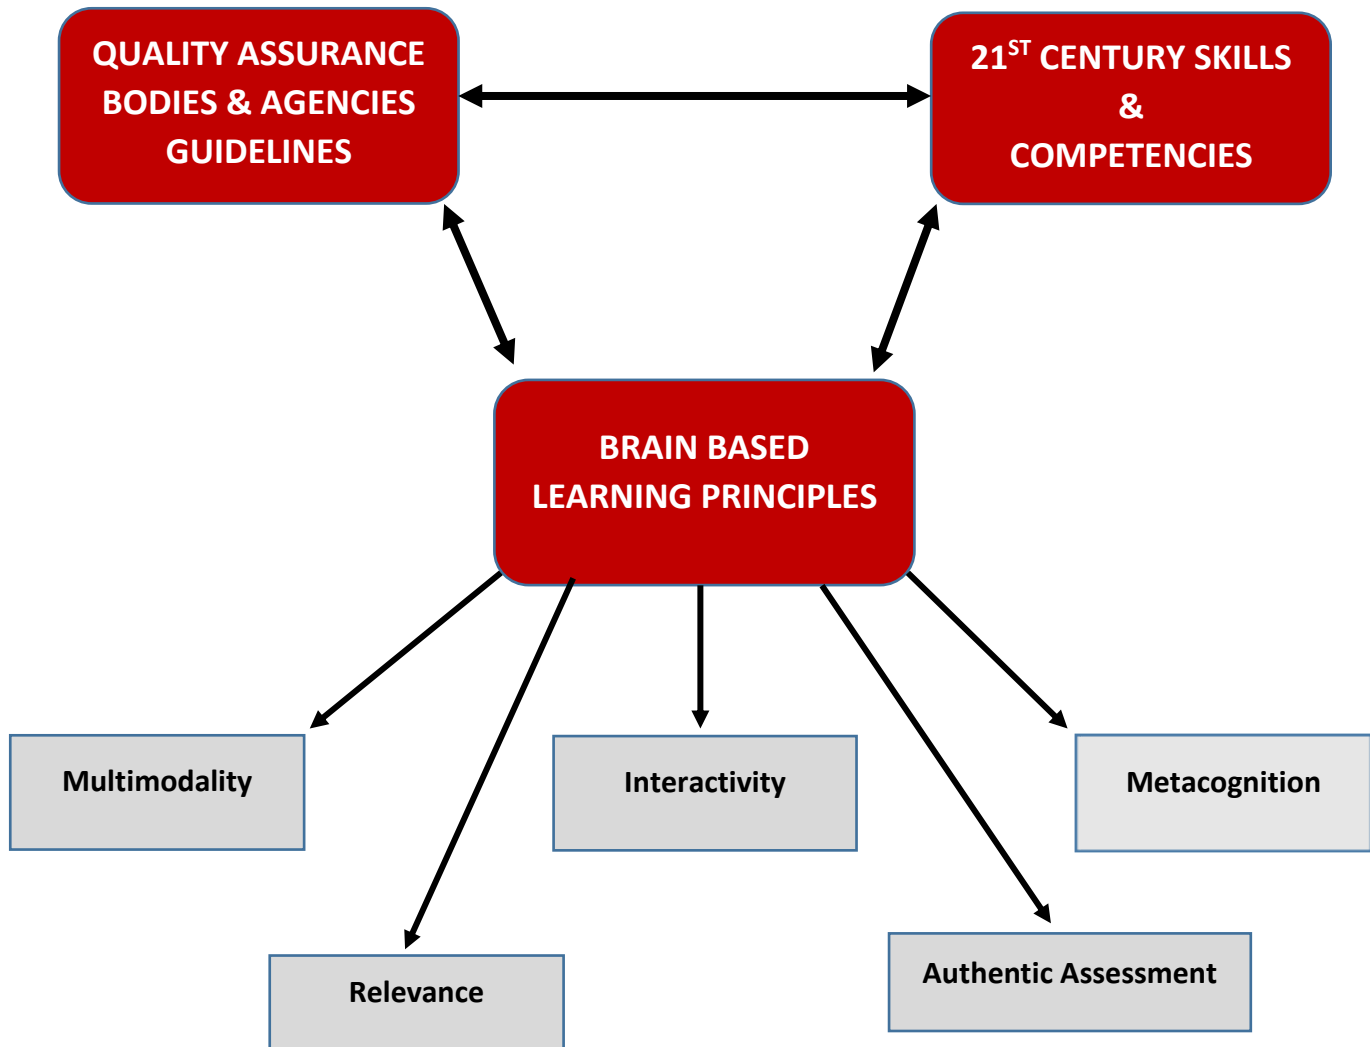 QUALITY ASSURANCE
BODIES & AGENCIES
GUIDELINES
21ST CENTURY SKILLS
&
COMPETENCIES
BRAIN BASED
LEARNING PRINCIPLES
Multimodality
Interactivity
Metacognition
Relevance
Authentic Assessment